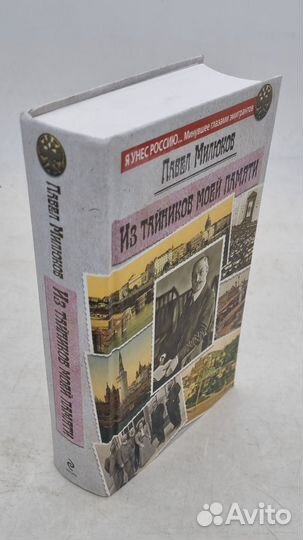 Я УНЕС РОССИЮ... Минувшее глазами эмигрантов
ПАВЕЛ МИЛЮКОВ
ИЗ ТАЙНИКОВ МОЕЙ ПАМЯТИ
ПАВЕЛ МИЛЮКОВ
ИЗ ТАЙНИКОВ МОЕЙ ПАМЯТИ
Avito